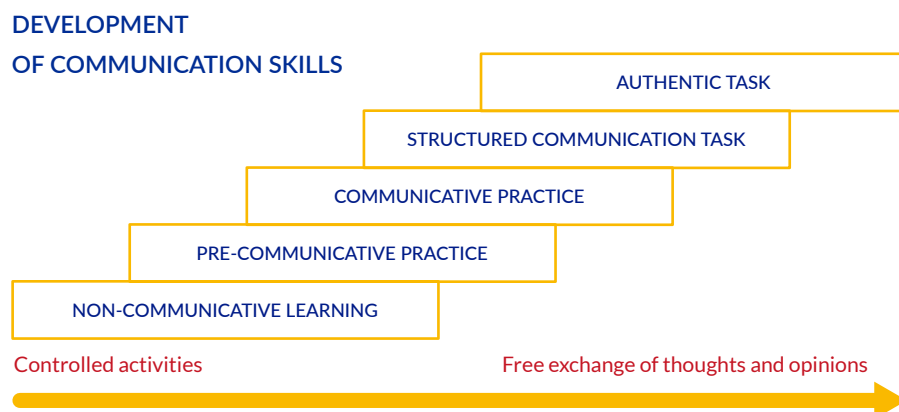 DEVELOPMENT
OF COMMUNICATION SKILLS
AUTHENTIC TASK
STRUCTURED COMMUNICATION TASK
COMMUNICATIVE PRACTICE
PRE-COMMUNICATIVE PRACTICE
NON-COMMUNICATIVE LEARNING
Controlled activities
Free exchange of thoughts and opinions